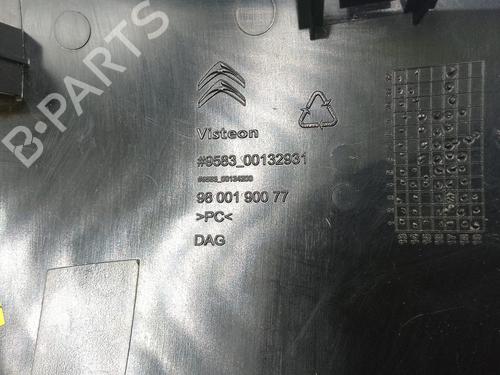 B-PARTS
Visteon
#9583_00132931
98 001 900 77
>PC<
DAG